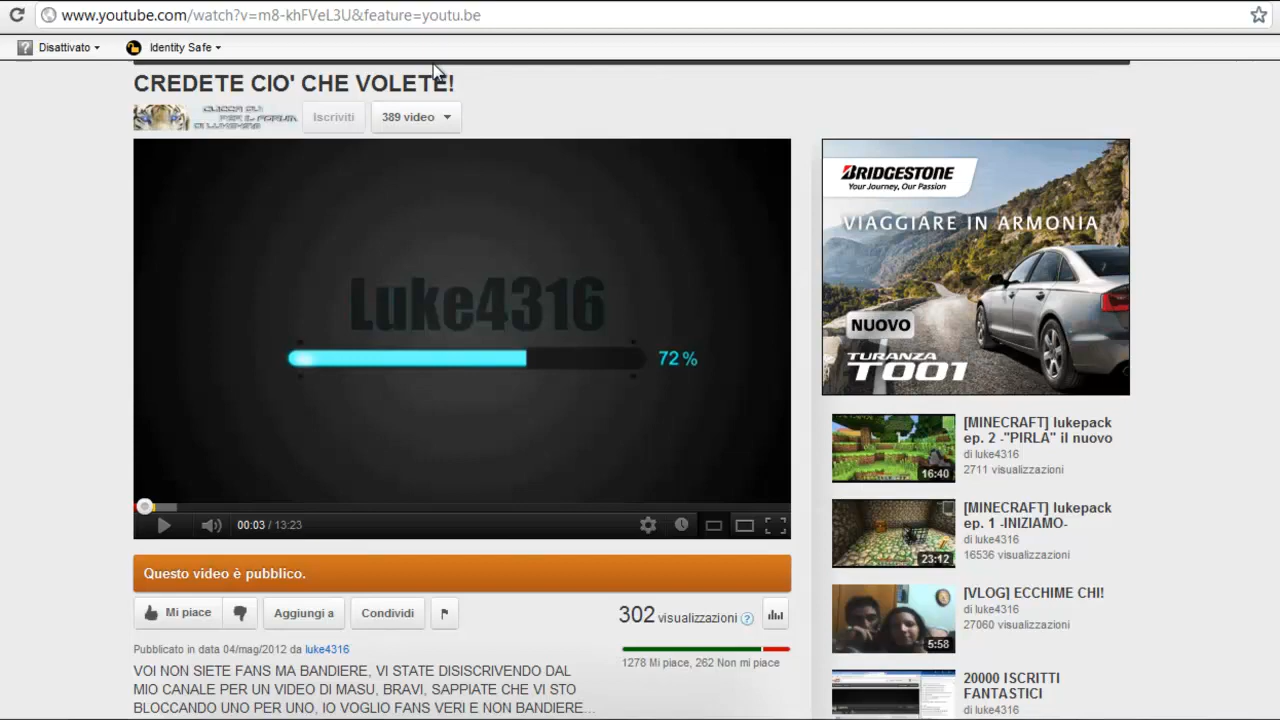 www.youtube.com/watch?v=m8-khFVeL3U&feature=youtu.be
Disattivato
Identity Safe
CREDETE CIO' CHE VOLETE!
Iscriviti
389 video
Luke4316
72 %
00:03 / 13:23
Questo video è pubblico.
Mi piace
Aggiungi a
Condividi
302 visualizzazioni
Pubblicato in data 04/mag/2012 da luke4316
1278 Mi piace, 262 Non mi piace
VOI NON SIETE FANS MA BANDIERE. VI STATE DISISCRIVENDO DAL
MIO CANALE PER UN VIDEO DI MASU, BRAVI, SAPPIATE CHE VI STO
BLOCCANDO UNO PER UNO, IO VOGLIO FANS VERI E NON BANDIERE...
BRIDGESTONE
Your Journey, Our Passion
VIAGGIARE IN ARMONIA
NUOVO
TURANZA
T001
[MINECRAFT] lukepack
ep. 2 -"PIRLA" il nuovo
di luke4316
2711 visualizzazioni
16:40
[MINECRAFT] lukepack
ep. 1 -INIZIAMO-
di luke4316
16536 visualizzazioni
23:12
[VLOG] ECCHIME CHI!
di luke4316
27060 visualizzazioni
5:58
20000 ISCRITTI
FANTASTICI
di luke4316